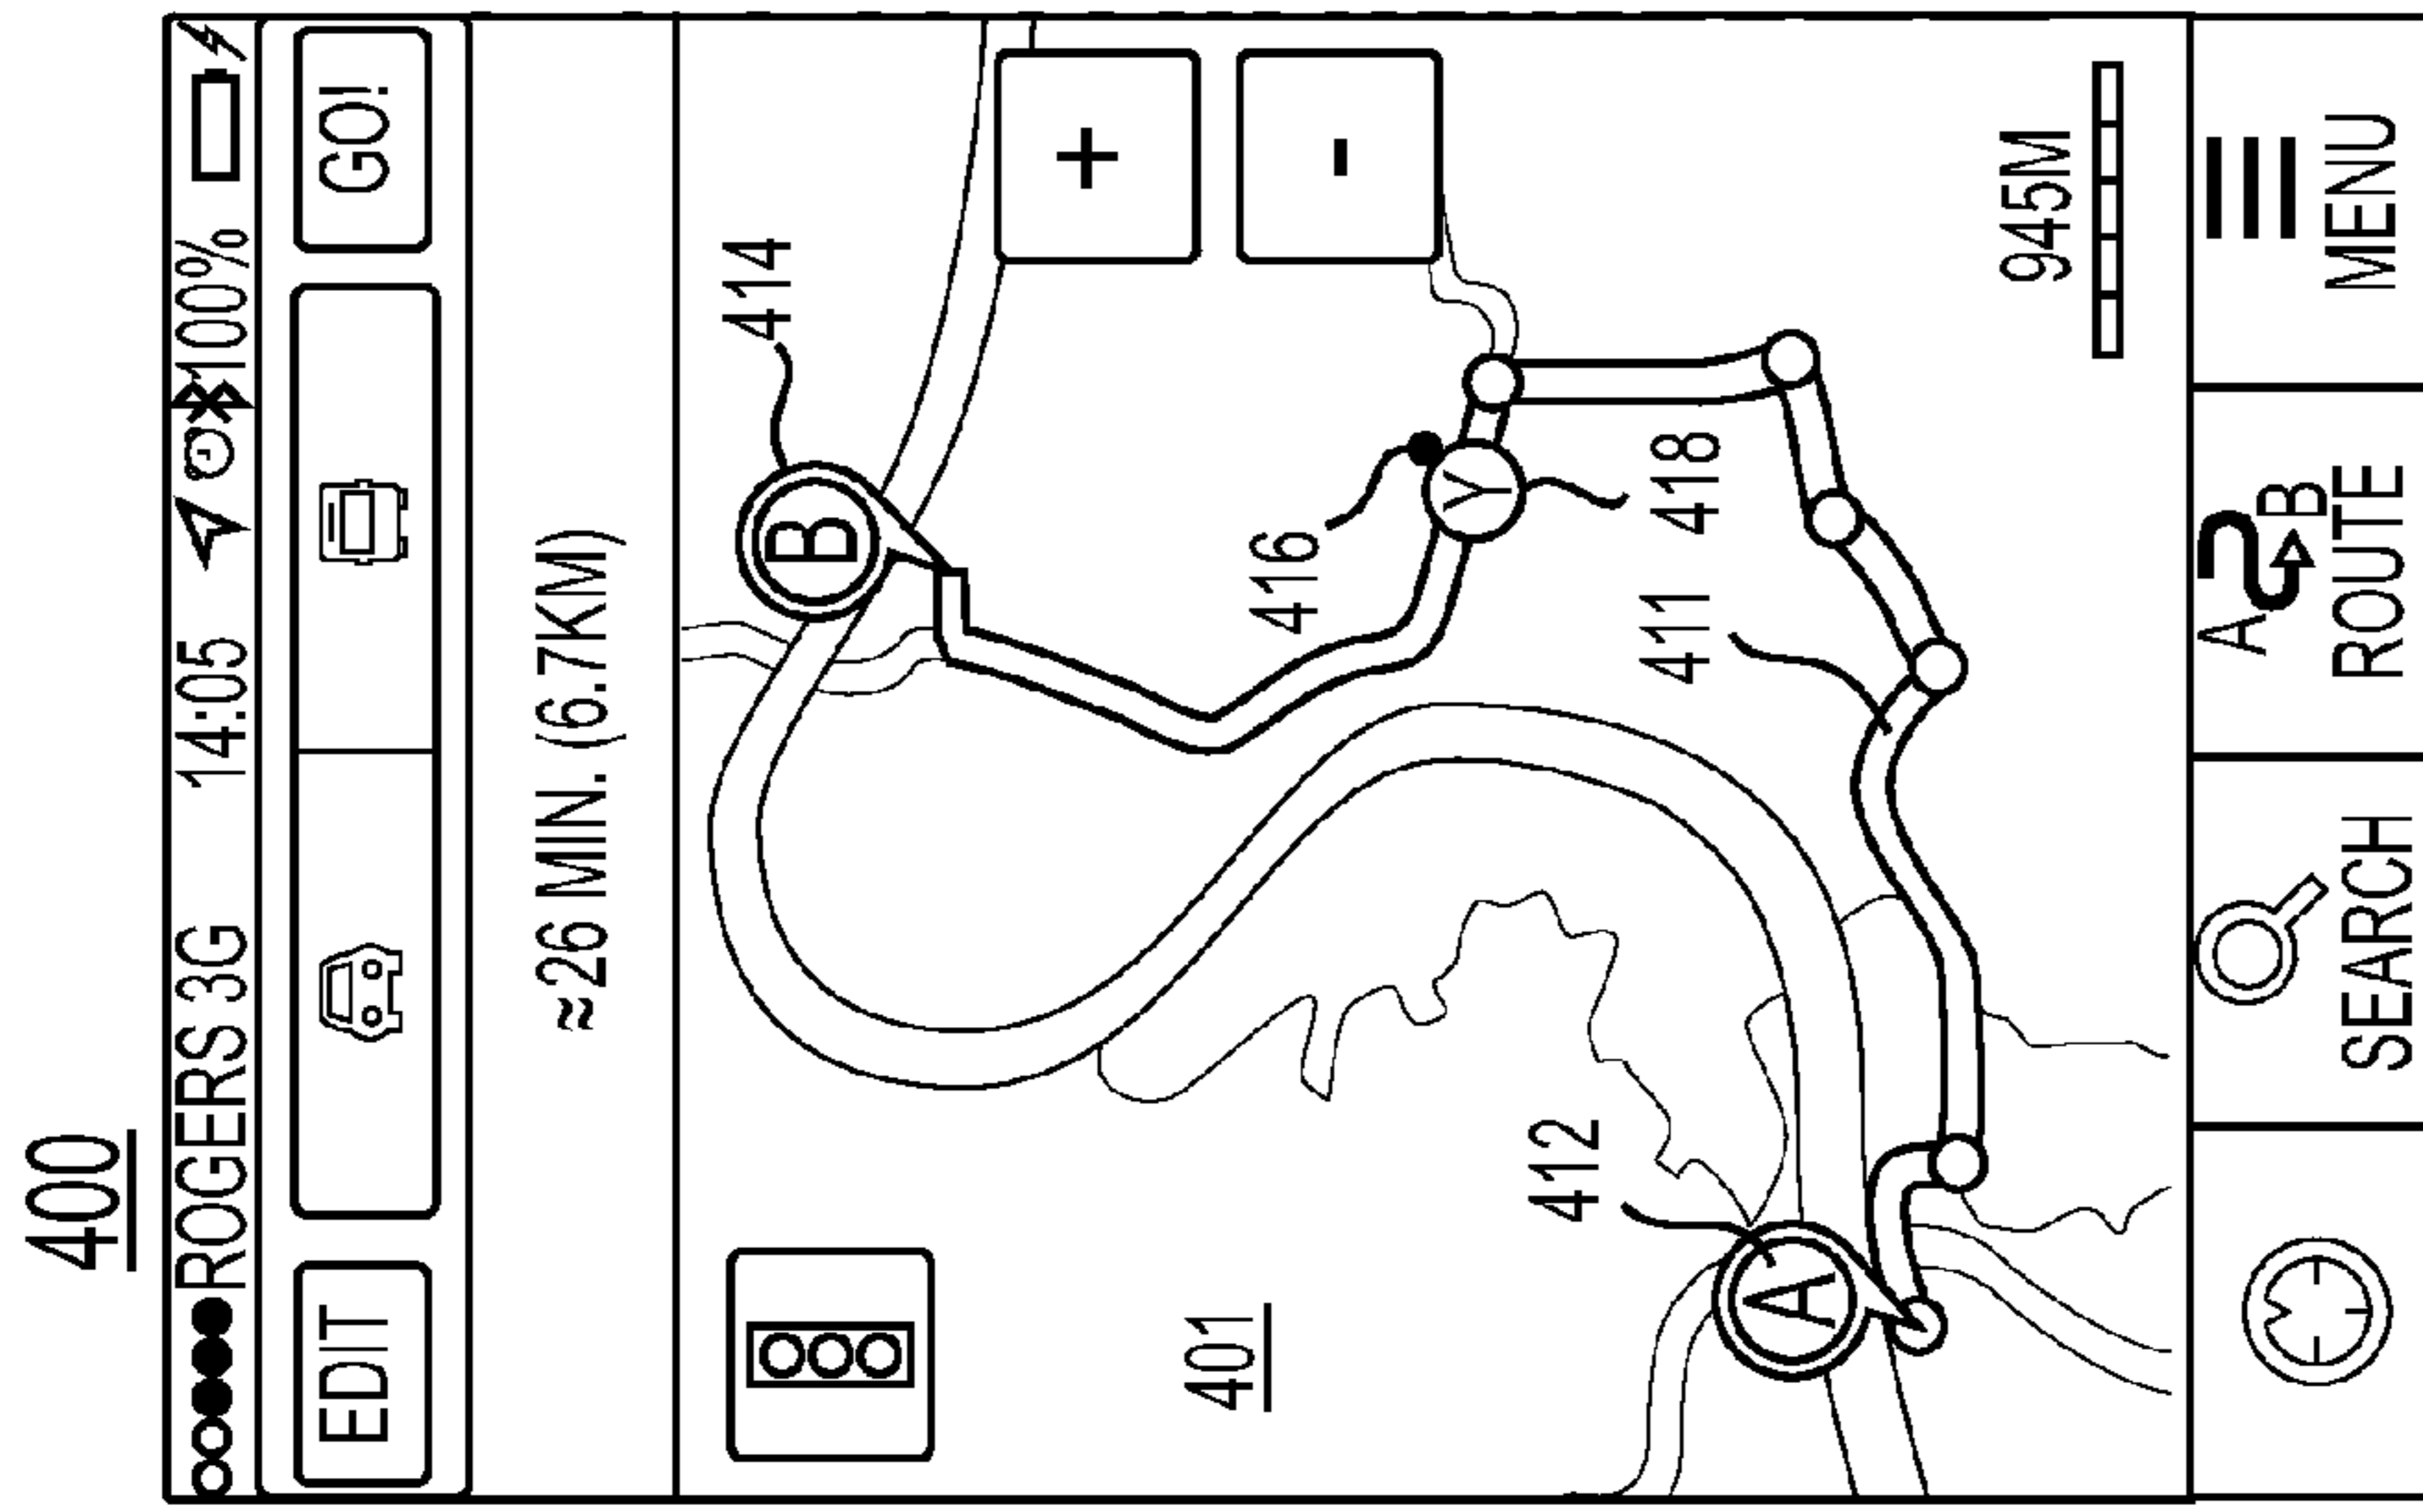 400
ROGERS 3G 14:05 100%
EDIT GO!
≈26 MIN. (6.7KM)
414
B
+
-
401
416
Y
418
411
412
A
945M
A B
SEARCH ROUTE MENU